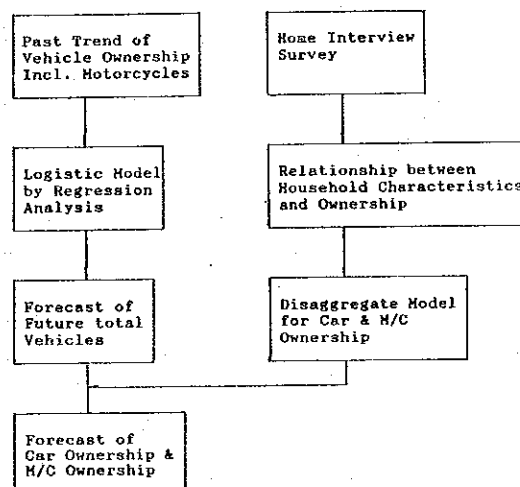 Past Trend of
Vehicle Ownership
Incl. Motorcycles
Home Interview
Survey
Logistic Model
by Regression
Analysis
Relationship between
Household Characteristics
and Ownership
Forecast of
Future total
Vehicles
Disaggregate Model
for Car & M/C
Ownership
Forecast of
Car Ownership &
M/C Ownership